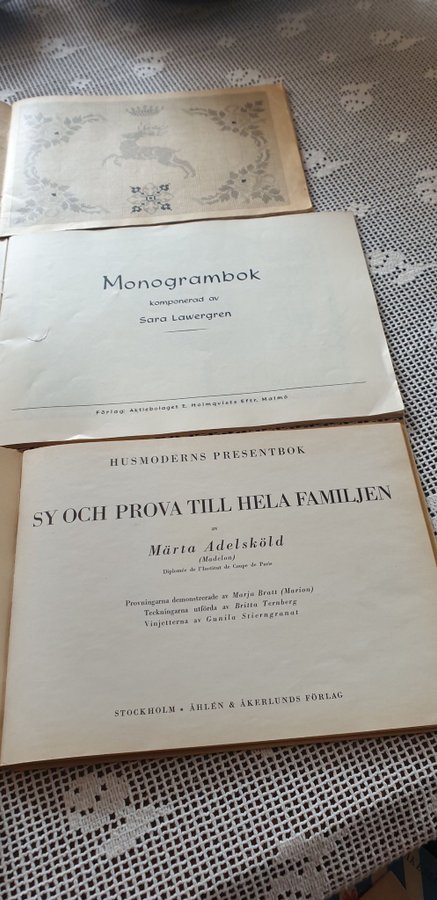 Monogrambok
komponerad av
Sara Lawergren
Förlag: Aktiebolaget E. Holmqvists Eftr. Malmö
HUSMODERNS PRESENTBOK
SY OCH PROVA TILL HELA FAMILJEN
av
Märta Adelsköld
(Madelon)
Diplomée de l'Institut de Coupe de Paris
Provningarna demonstrerade av Marja Bratt (Marion)
Teckningarna utförda av Britta Ternberg
Vinjetterna av Gunila Stierngranat
STOCKHOLM • ÅHLÉN & ÅKERLUNDS FÖRLAG